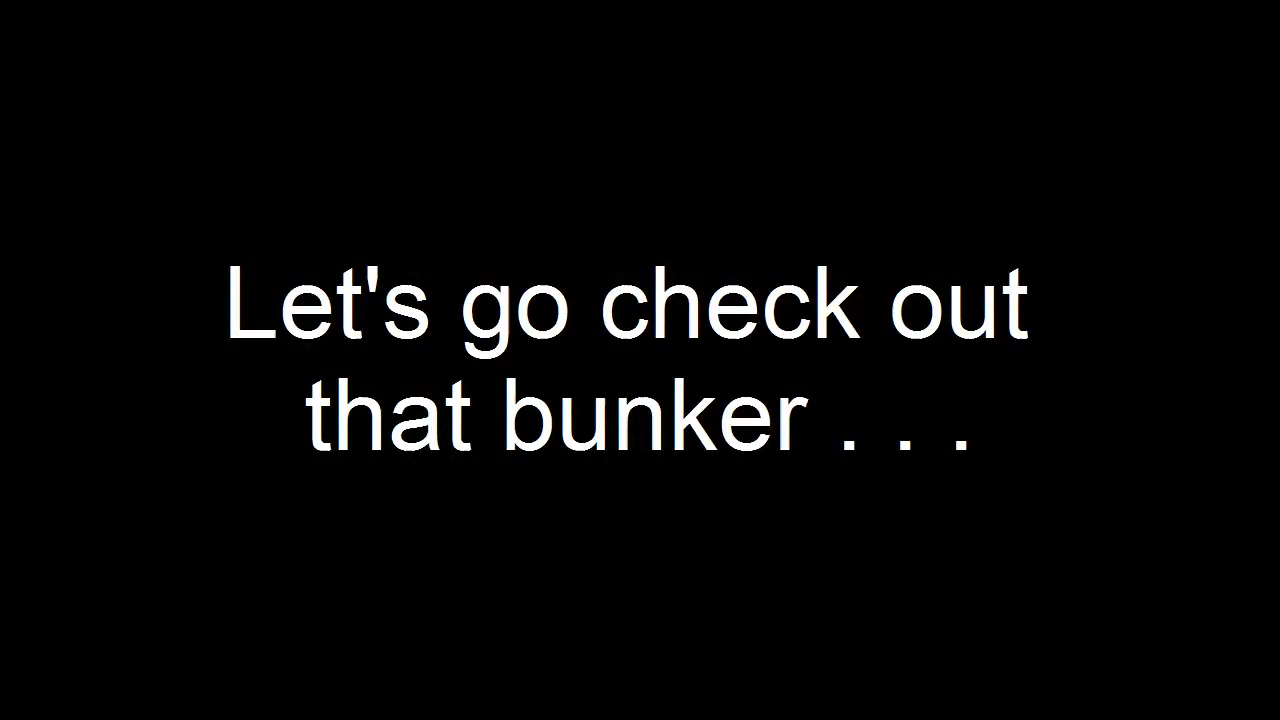 Let's go check out
that bunker . . .